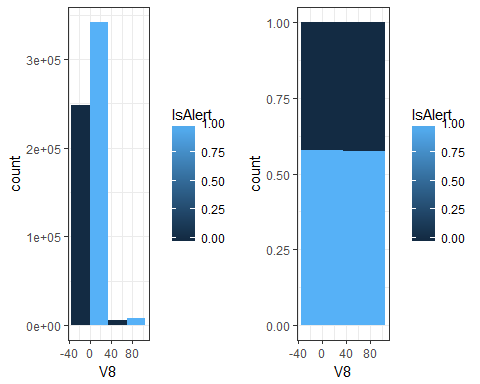 3e+05
2e+05
1e+05
0e+00
count
-40 0 40 80
V8
IsAlert
1.00
0.75
0.50
0.25
0.00
1.00
0.75
0.50
0.25
0.00
count
-40 0 40 80
V8
IsAlert
1.00
0.75
0.50
0.25
0.00